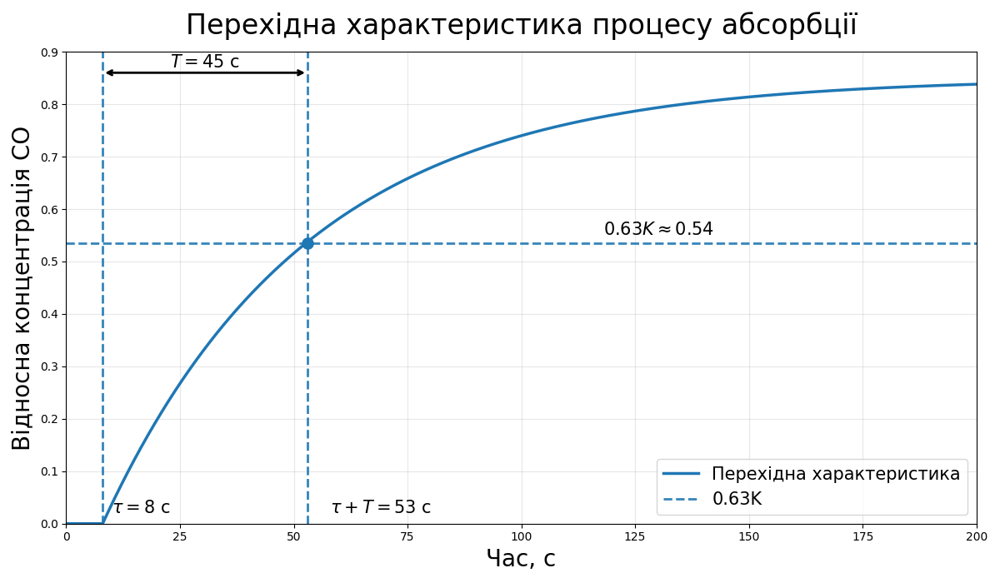 Перехідна характеристика процесу абсорбції
Відносна концентрація CO
0.9
0.8
0.7
0.6
0.5
0.4
0.3
0.2
0.1
0.0
T = 45 с
0.63K ≈ 0.54
τ = 8 с
τ + T = 53 с
Перехідна характеристика
0.63K
0 25 50 75 100 125 150 175 200
Час, с